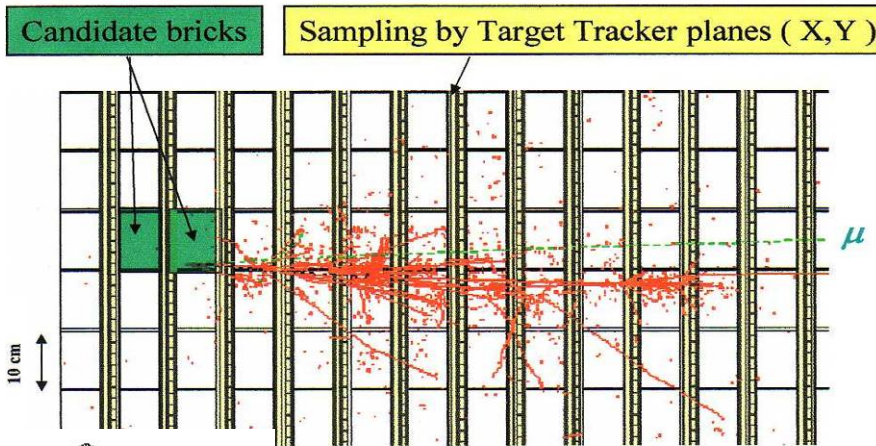 Candidate bricks
Sampling by Target Tracker planes ( X,Y )
μ
10 cm